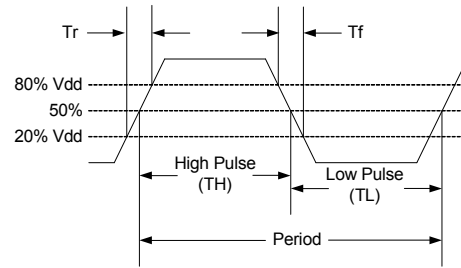 Tr
Tf
80% Vdd
50%
20% Vdd
High Pulse
(TH)
Low Pulse
(TL)
Period